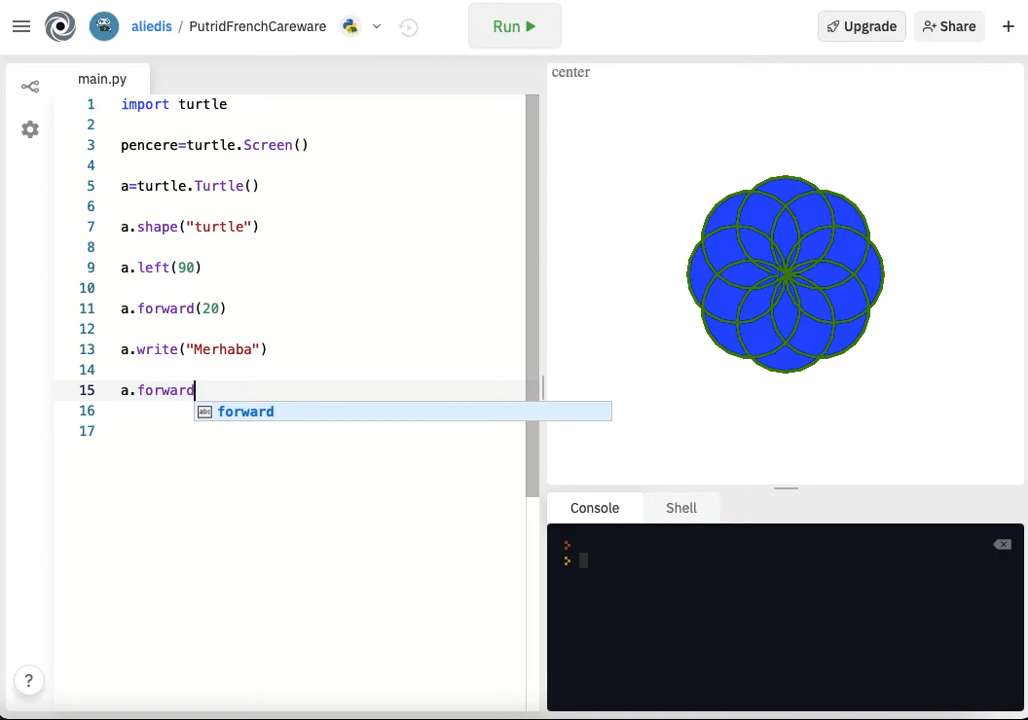 aliedis / PutridFrenchCareware
Run
Upgrade
Share
main.py
1 import turtle
2
3 pencere=turtle.Screen()
4
5 a=turtle.Turtle()
6
7 a.shape("turtle")
8
9 a.left(90)
10
11 a.forward(20)
12
13 a.write("Merhaba")
14
15 a.forward
abc forward
16
17
center
Console
Shell
>
>
?